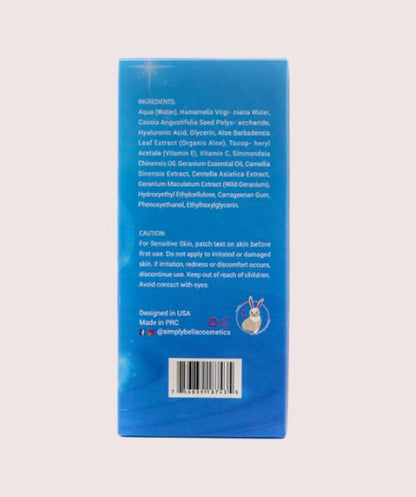 INGREDIENTS:
Aqua (Water), Hamamelis Virgi- niana Water,
Cassia Angustifolia Seed Polys- accharide,
Hyaluronic Acid, Glycerin, Aloe Barbadensis
Leaf Extract (Organic Aloe), Tocop- heryl
Acetate (Vitamin E), Vitamin C, Simmondsia
Chinensis Oil, Geranium Essential Oil, Camellia
Sinensis Extract, Centella Asiatica Extract,
Geranium Maculatum Extract (Wild Geranium),
Hydroxyethyl Ethylcellulose, Carrageenan Gum,
Phenoxyethanol, Ethylhexylglycerin.
CAUTION:
For Sensitive Skin, patch test on skin before
first use. Do not apply to irritated or damaged
skin. If irritation, redness or discomfort occurs,
discontinue use. Keep out of reach of children.
Avoid contact with eyes.
Designed in USA
Made in PRC
@simplybellacosmetics